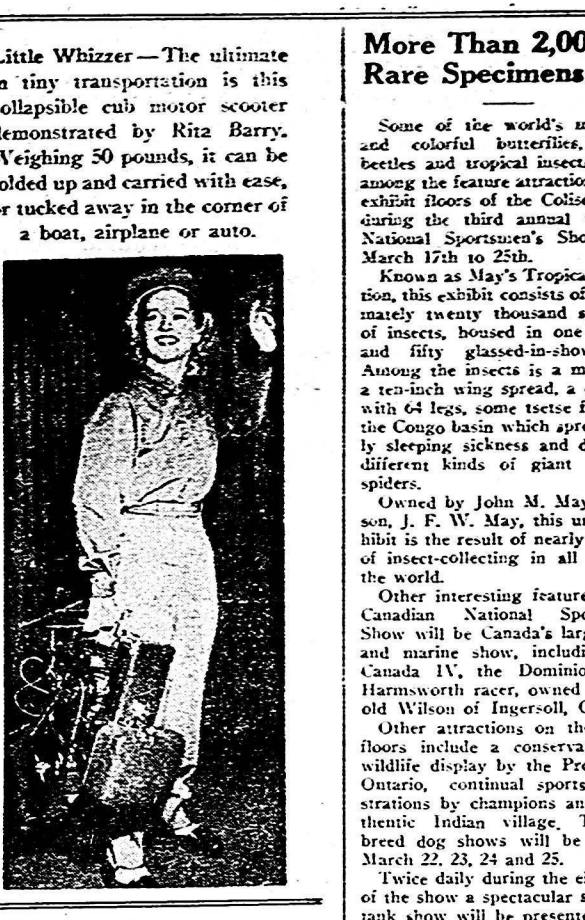 Little Whizzer — The ultimate
n tiny transportation is this
ollapsible cub motor scooter
lemonstrated by Rita Barry.
Weighing 50 pounds, it can be
olded up and carried with ease,
r tucked away in the corner of
a boat, airplane or auto.
More Than 2,00
Rare Specimens
Some of the world's
and colorful butterflies,
beetles and tropical insect
among the feature attractio
exhibit floors of the Colise
during the third annual
National Sportsmen's Sho
March 17th to 25th.
Known as May's Tropica
tion, this exhibit consists of
mately twenty thousand s
of insects, housed in one
and fifty glassed-in-show
Among the insects is a m
a ten-inch wing spread, a
with 64 legs, some tsetse f
the Congo basin which spre
ly sleeping sickness and d
different kinds of giant
spiders.
Owned by John M. May
son, J. F. W. May, this un
hibit is the result of nearly
of insect-collecting in all
the world.
Other interesting feature
Canadian National Spo
Show will be Canada's larg
and marine show, includi
Canada IV, the Dominio
Harmsworth racer, owned
old Wilson of Ingersoll, O
Other attractions on the
floors include a conserva
wildlife display by the Pro
Ontario, continual sports
strations by champions an
thentic Indian village. T
breed dog shows will be
March 22, 23, 24 and 25.
Twice daily during the ei
of the show a spectacular
tank show will be presente